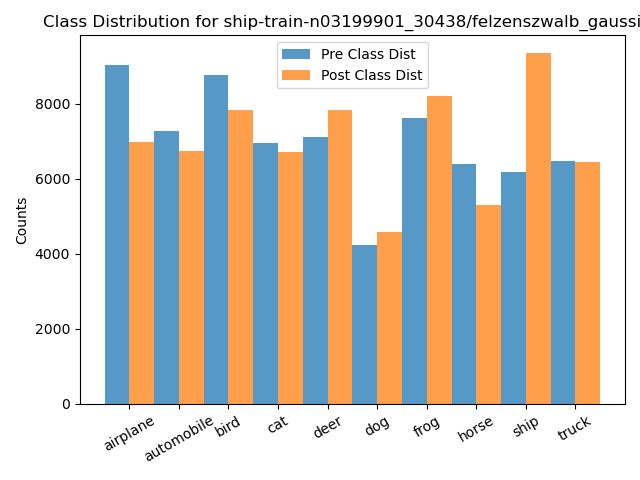 Class Distribution for ship-train-n03199901_30438/felzenszwalb_gaussi
Pre Class Dist
Post Class Dist
Counts
8000
6000
4000
2000
0
airplane
automobile
bird
cat
deer
dog
frog
horse
ship
truck